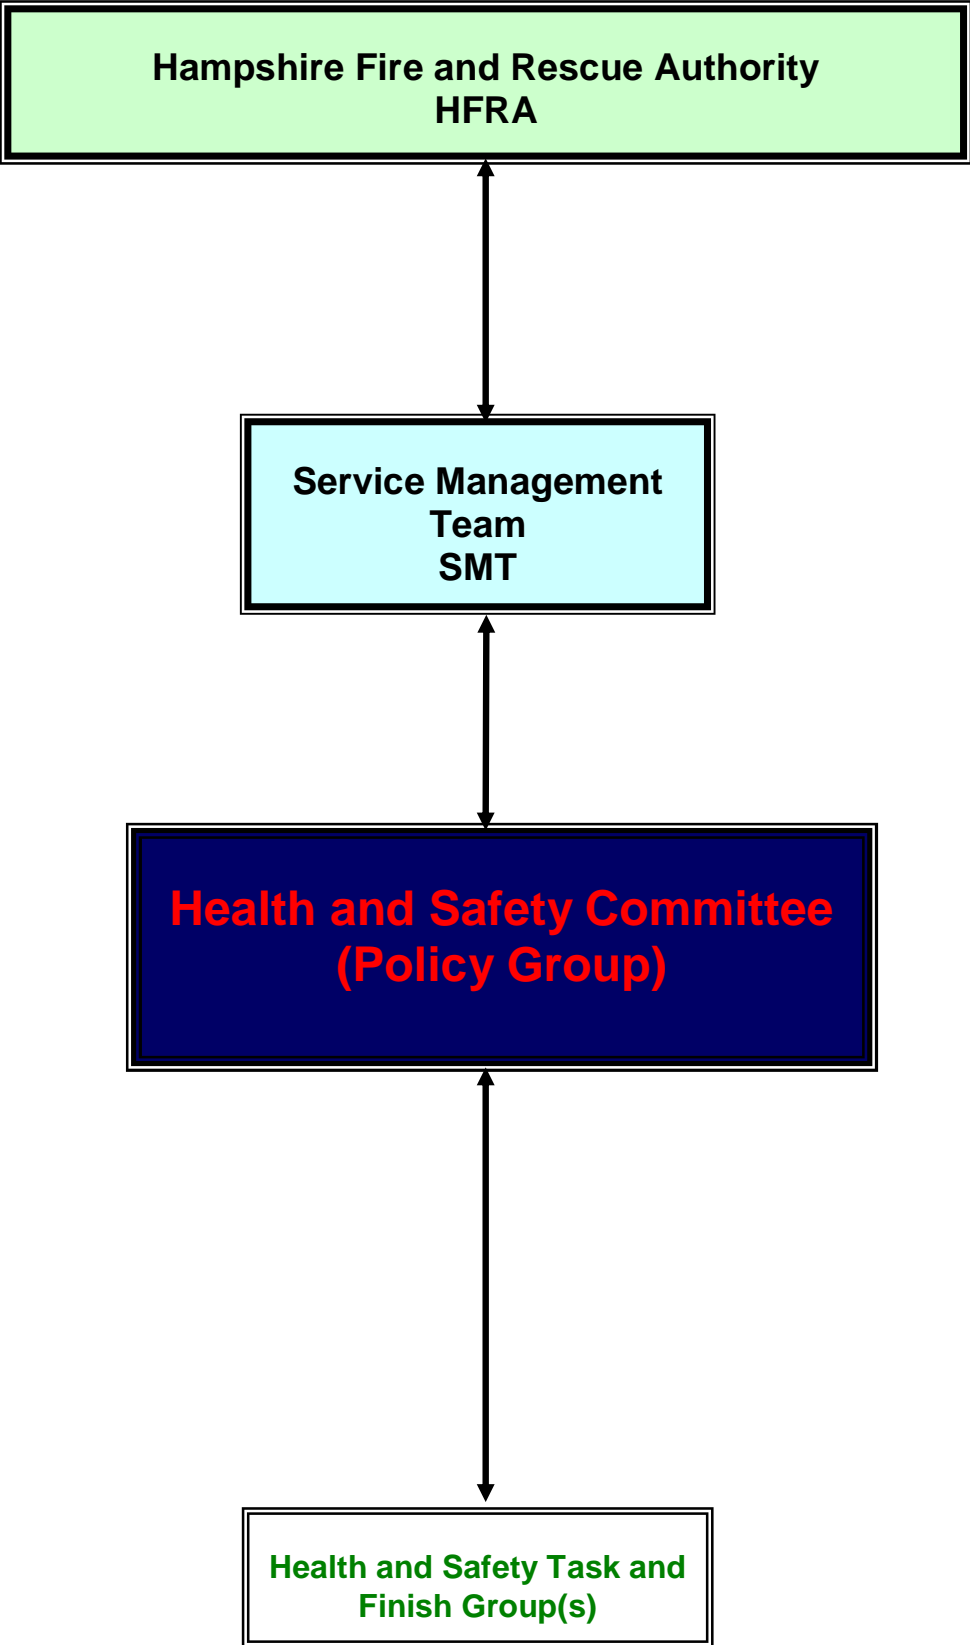 Hampshire Fire and Rescue Authority
HFRA
Service Management
Team
SMT
Health and Safety Committee
(Policy Group)
Health and Safety Task and
Finish Group(s)